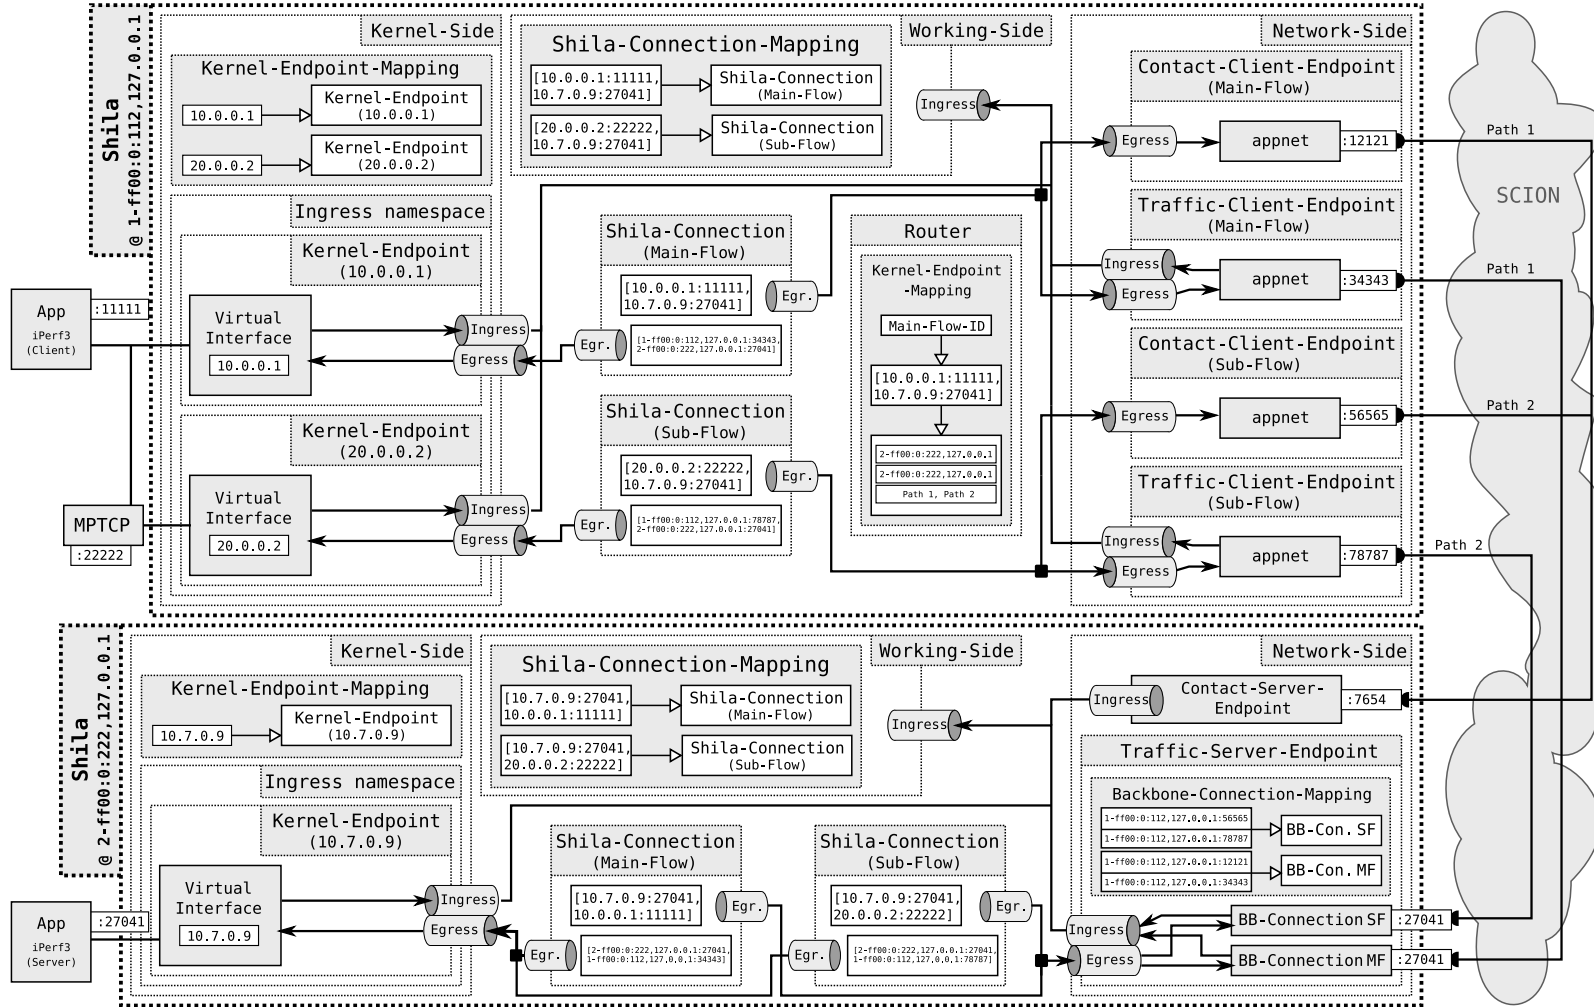 Shila
@ 1-ff00:0:112,127.0.0.1
Kernel-Side
Kernel-Endpoint-Mapping
10.0.0.1
Kernel-Endpoint
(10.0.0.1)
20.0.0.2
Kernel-Endpoint
(20.0.0.2)
Ingress namespace
Kernel-Endpoint
(10.0.0.1)
Virtual
Interface
10.0.0.1
Ingress
Egress
Kernel-Endpoint
(20.0.0.2)
Virtual
Interface
20.0.0.2
Ingress
Egress
App
iPerf3
(Client)
:11111
MPTCP
:22222
Working-Side
Shila-Connection-Mapping
[10.0.0.1:11111,
10.7.0.9:27041]
Shila-Connection
(Main-Flow)
[20.0.0.2:22222,
10.7.0.9:27041]
Shila-Connection
(Sub-Flow)
Ingress
Shila-Connection
(Main-Flow)
[10.0.0.1:11111,
10.7.0.9:27041]
Egr.
Egr.
[1-ff00:0:112,127.0.0.1:34343,
2-ff00:0:222,127.0.0.1:27041]
Shila-Connection
(Sub-Flow)
[20.0.0.2:22222,
10.7.0.9:27041]
Egr.
Egr.
[1-ff00:0:112,127.0.0.1:78787,
2-ff00:0:222,127.0.0.1:27041]
Router
Kernel-Endpoint
-Mapping
Main-Flow-ID
[10.0.0.1:11111,
10.7.0.9:27041]
2-ff00:0:222,127.0.0.1
2-ff00:0:222,127.0.0.1
Path 1, Path 2
Network-Side
Contact-Client-Endpoint
(Main-Flow)
Egress
appnet
:12121
Path 1
Traffic-Client-Endpoint
(Main-Flow)
Ingress
Egress
appnet
:34343
Path 1
Contact-Client-Endpoint
(Sub-Flow)
Egress
appnet
:56565
Path 2
Traffic-Client-Endpoint
(Sub-Flow)
Ingress
Egress
appnet
:78787
Path 2
SCION
Shila
@ 2-ff00:0:222,127.0.0.1
Kernel-Side
Kernel-Endpoint-Mapping
10.7.0.9
Kernel-Endpoint
(10.7.0.9)
Ingress namespace
Kernel-Endpoint
(10.7.0.9)
Virtual
Interface
10.7.0.9
Ingress
Egress
App
iPerf3
(Server)
:27041
Working-Side
Shila-Connection-Mapping
[10.7.0.9:27041,
10.0.0.1:11111]
Shila-Connection
(Main-Flow)
[10.7.0.9:27041,
20.0.0.2:22222]
Shila-Connection
(Sub-Flow)
Ingress
Shila-Connection
(Main-Flow)
[10.7.0.9:27041,
10.0.0.1:11111]
Egr.
Egr.
[2-ff00:0:222,127.0.0.1:27041,
1-ff00:0:112,127.0.0.1:34343]
Shila-Connection
(Sub-Flow)
[10.7.0.9:27041,
20.0.0.2:22222]
Egr.
Egr.
[2-ff00:0:222,127.0.0.1:27041,
1-ff00:0:112,127.0.0.1:78787]
Network-Side
Ingress
Contact-Server-
Endpoint
:7654
Traffic-Server-Endpoint
Backbone-Connection-Mapping
1-ff00:0:112,127.0.0.1:56565
1-ff00:0:112,127.0.0.1:78787
BB-Con. SF
1-ff00:0:112,127.0.0.1:12121
1-ff00:0:112,127.0.0.1:34343
BB-Con. MF
Ingress
Egress
BB-Connection SF
:27041
BB-Connection MF
:27041